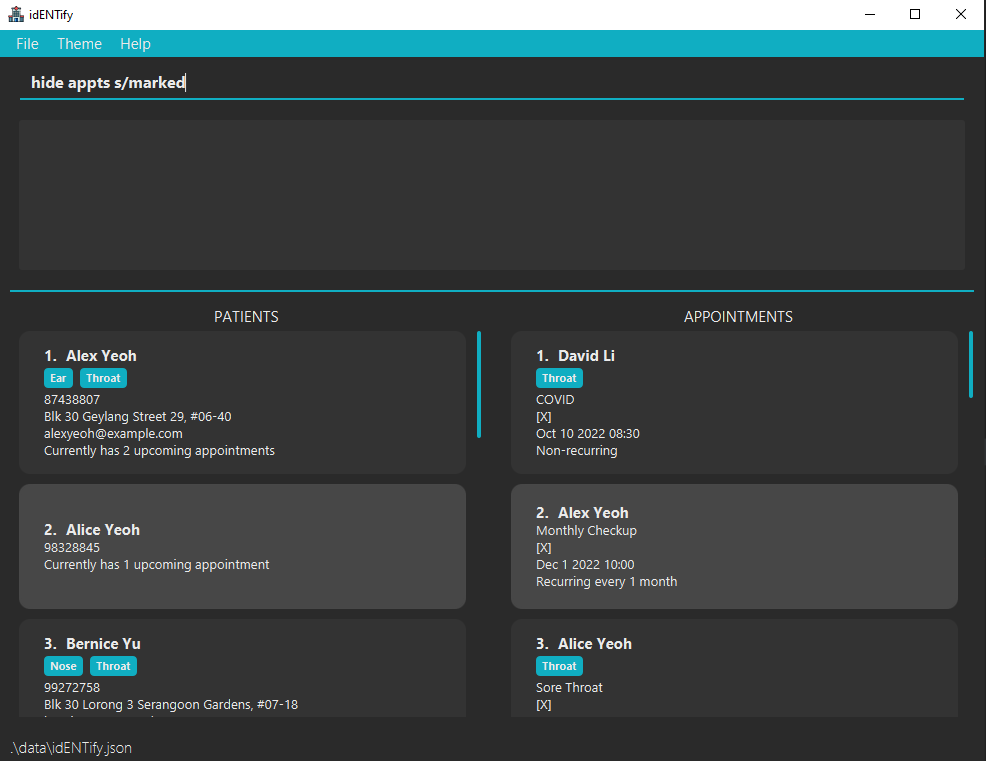 idENTify
File Theme Help
hide appts s/marked
PATIENTS
1. Alex Yeoh
Ear Throat
87438807
Blk 30 Geylang Street 29, #06-40
alexyeoh@example.com
Currently has 2 upcoming appointments
2. Alice Yeoh
98328845
Currently has 1 upcoming appointment
3. Bernice Yu
Nose Throat
99272758
Blk 30 Lorong 3 Serangoon Gardens, #07-18
APPOINTMENTS
1. David Li
Throat
COVID
[X]
Oct 10 2022 08:30
Non-recurring
2. Alex Yeoh
Monthly Checkup
[X]
Dec 1 2022 10:00
Recurring every 1 month
3. Alice Yeoh
Throat
Sore Throat
[X]
.\data\idENTify.json